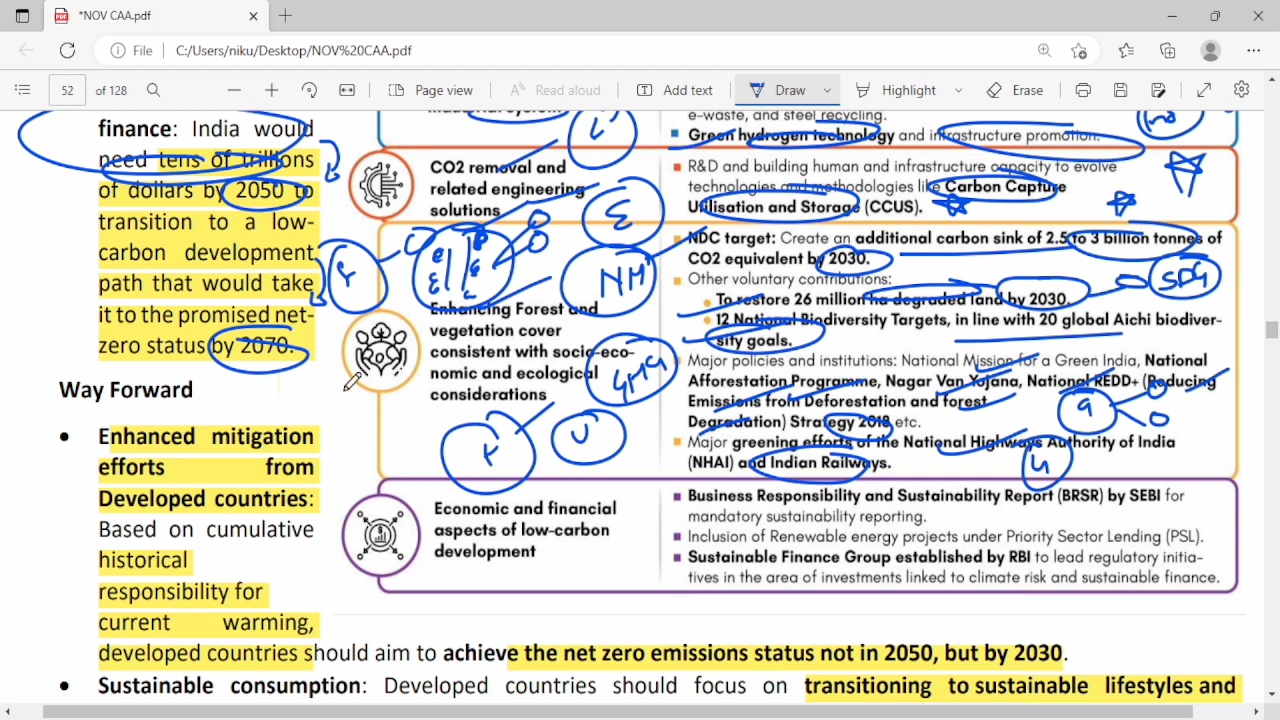 *NOV CAA.pdf
File
C:/Users/niku/Desktop/NOV%20CAA.pdf
52
of 128
Page view
Read aloud
Add text
Draw
Highlight
Erase
finance: India would
need tens of trillions
of dollars by 2050 to
transition to a low-
carbon development
path that would take
it to the promised net-
zero status by 2070.
Way Forward
• Enhanced mitigation
efforts from
Developed countries:
Based on cumulative
historical
responsibility for
current warming,
developed countries should aim to achieve the net zero emissions status not in 2050, but by 2030.
• Sustainable consumption: Developed countries should focus on transitioning to sustainable lifestyles and
e-waste, and steel recycling.
Green hydrogen technology and infrastructure promotion.
CO2 removal and
related engineering
solutions
R&D and building human and infrastructure capacity to evolve
technologies and methodologies like Carbon Capture
Utilisation and Storage (CCUS).
Enhancing Forest and
vegetation cover
consistent with socio-eco-
nomic and ecological
considerations
NDC target: Create an additional carbon sink of 2.5 to 3 billion tonnes of
CO2 equivalent by 2030.
Other voluntary contributions:
To restore 26 million ha degraded land by 2030.
12 National Biodiversity Targets, in line with 20 global Aichi biodiver-
sity goals.
Major policies and institutions: National Mission for a Green India, National
Afforestation Programme, Nagar Van Yojana, National REDD+ (Reducing
Emissions from Deforestation and forest
Degradation) Strategy 2018 etc.
Major greening efforts of the National Highways Authority of India
(NHAI) and Indian Railways.
Economic and financial
aspects of low-carbon
development
Business Responsibility and Sustainability Report (BRSR) by SEBI for
mandatory sustainability reporting.
Inclusion of Renewable energy projects under Priority Sector Lending (PSL).
Sustainable Finance Group established by RBI to lead regulatory initia-
tives in the area of investments linked to climate risk and sustainable finance.
NM
SDG